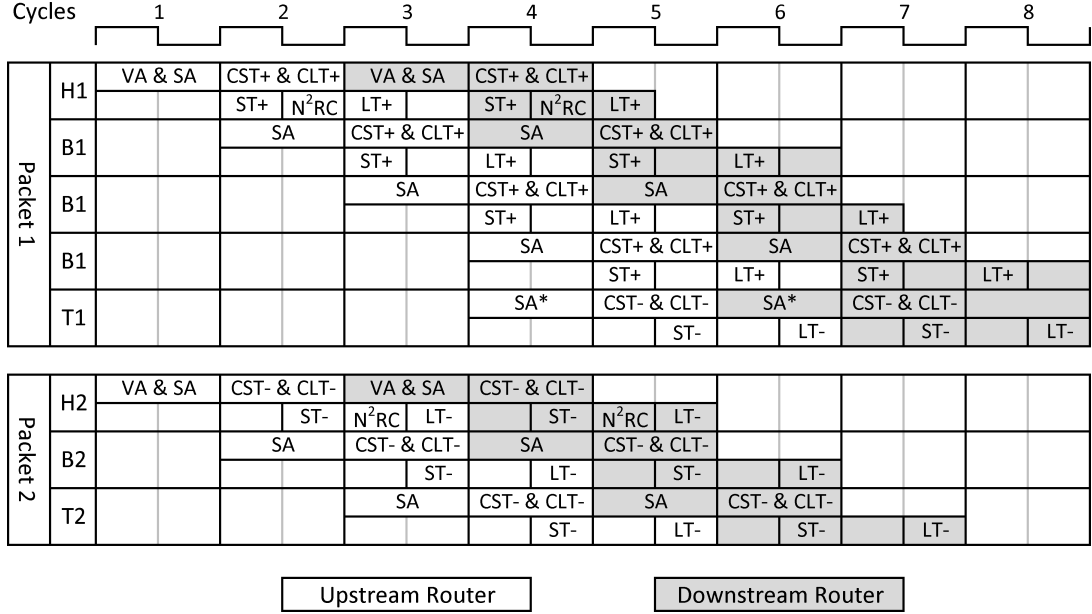 Cycles 1 2 3 4 5 6 7 8
Packet 1
H1
VA & SA CST+ & CLT+ VA & SA CST+ & CLT+
ST+ N²RC LT+ ST+ N²RC LT+
B1
SA CST+ & CLT+ SA CST+ & CLT+
ST+ LT+ ST+ LT+
B1
SA CST+ & CLT+ SA CST+ & CLT+
ST+ LT+ ST+ LT+
B1
SA CST+ & CLT+ SA CST+ & CLT+
ST+ LT+ ST+ LT+
T1
SA* CST- & CLT- SA* CST- & CLT-
ST- LT- ST- LT-
Packet 2
H2
VA & SA CST- & CLT- VA & SA CST- & CLT-
ST- N²RC LT- ST- N²RC LT-
B2
SA CST- & CLT- SA CST- & CLT-
ST- LT- ST- LT-
T2
SA CST- & CLT- SA CST- & CLT-
ST- LT- ST- LT-
Upstream Router Downstream Router